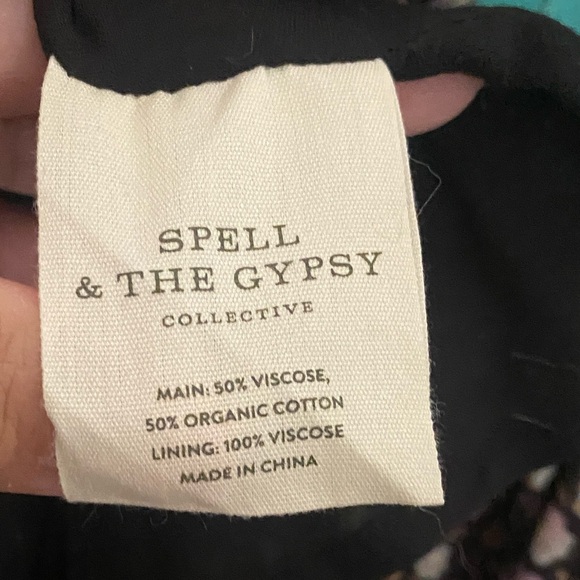 SPELL
& THE GYPSY
COLLECTIVE
MAIN: 50% VISCOSE,
50% ORGANIC COTTON
LINING: 100% VISCOSE
MADE IN CHINA